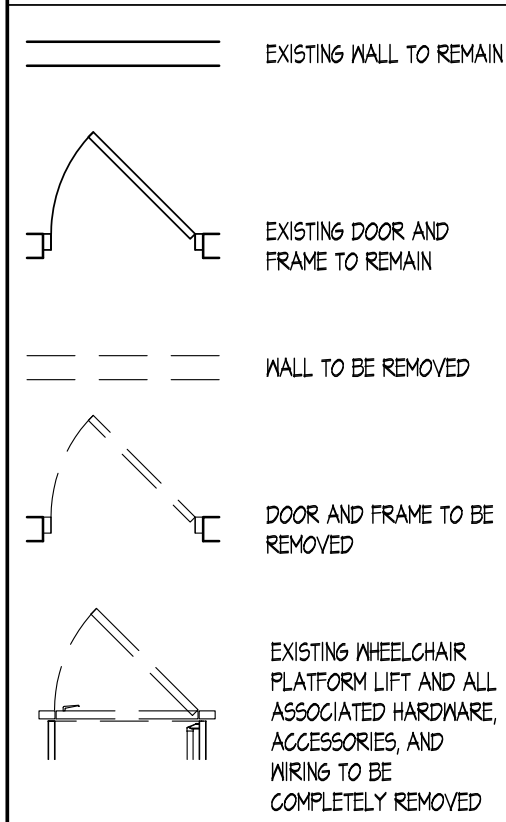 EXISTING WALL TO REMAIN
EXISTING DOOR AND
FRAME TO REMAIN
WALL TO BE REMOVED
DOOR AND FRAME TO BE
REMOVED
EXISTING WHEELCHAIR
PLATFORM LIFT AND ALL
ASSOCIATED HARDWARE,
ACCESSORIES, AND
WIRING TO BE
COMPLETELY REMOVED